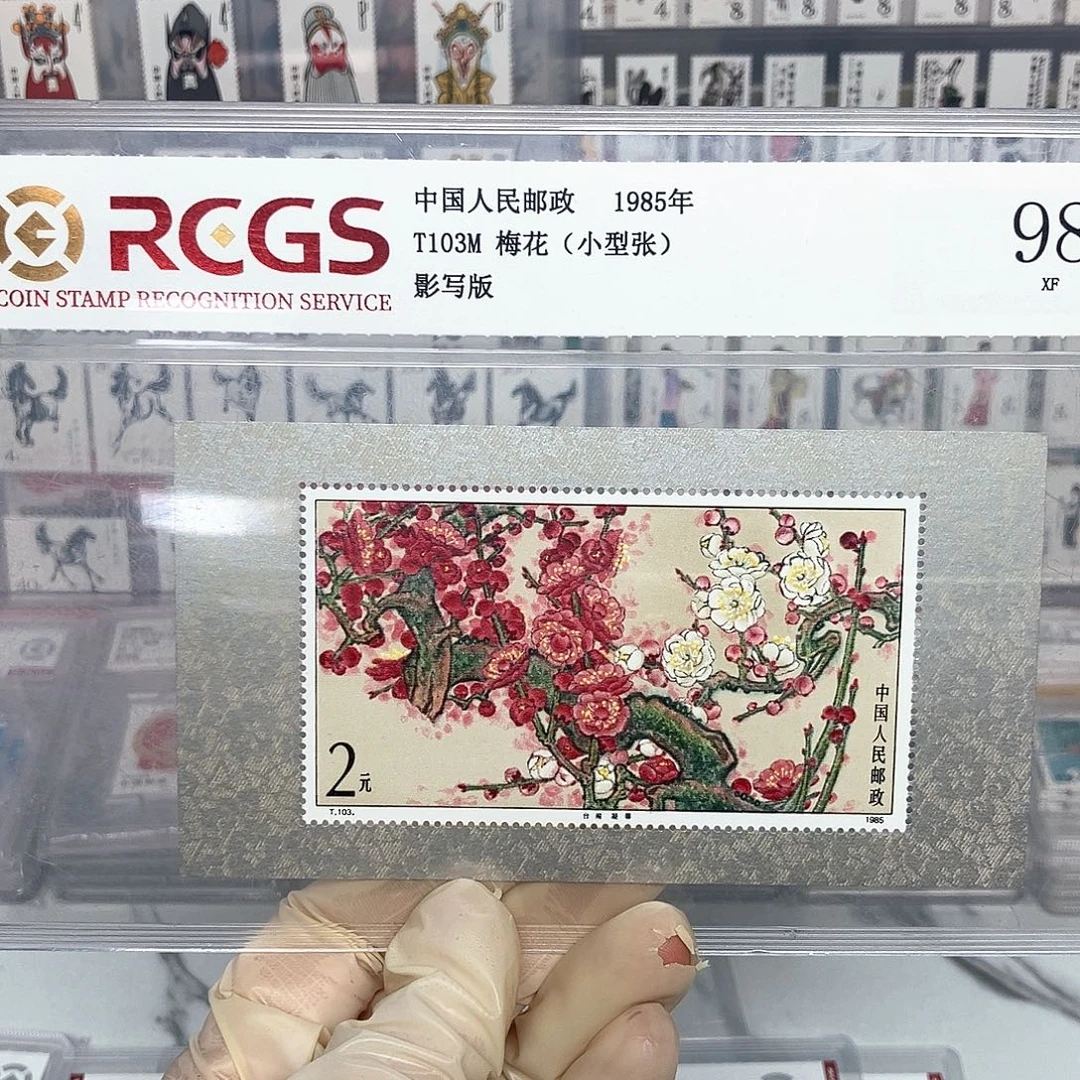 RCGS
COIN STAMP RECOGNITION SERVICE
中国人民邮政 1985年
T103M 梅花（小型张）
影写版
98
XF
2元
中国人民邮政
T.103.
1985